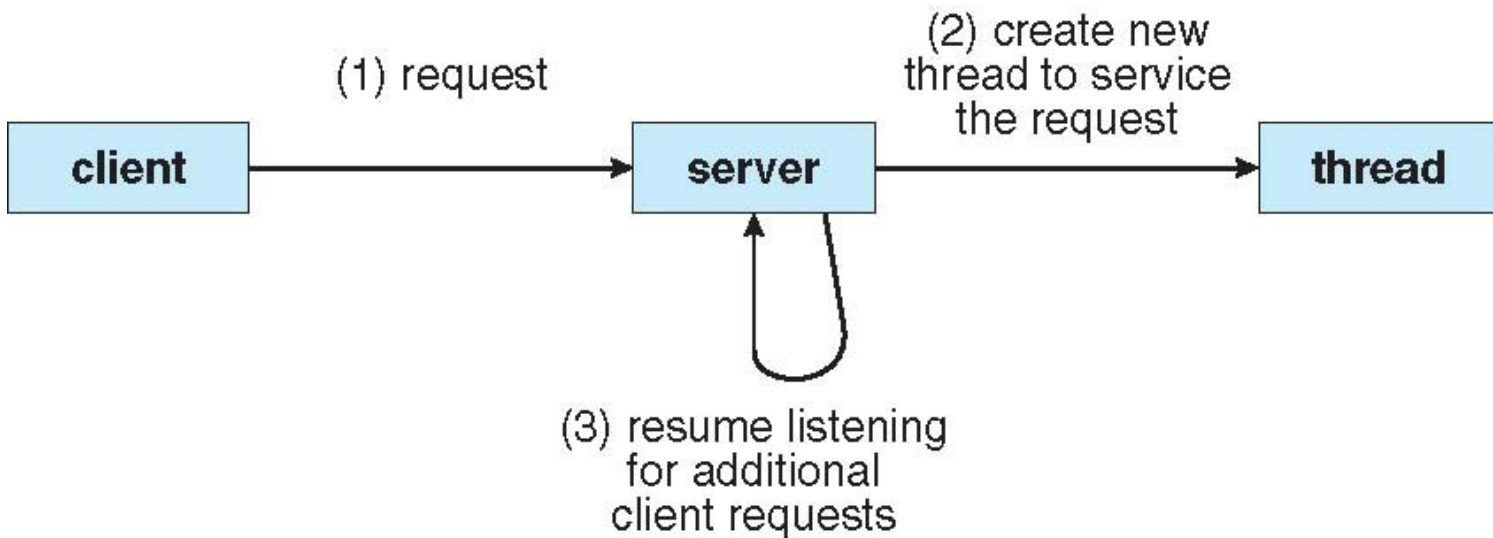 (1) request
(2) create new
thread to service
the request
client
server
thread
(3) resume listening
for additional
client requests